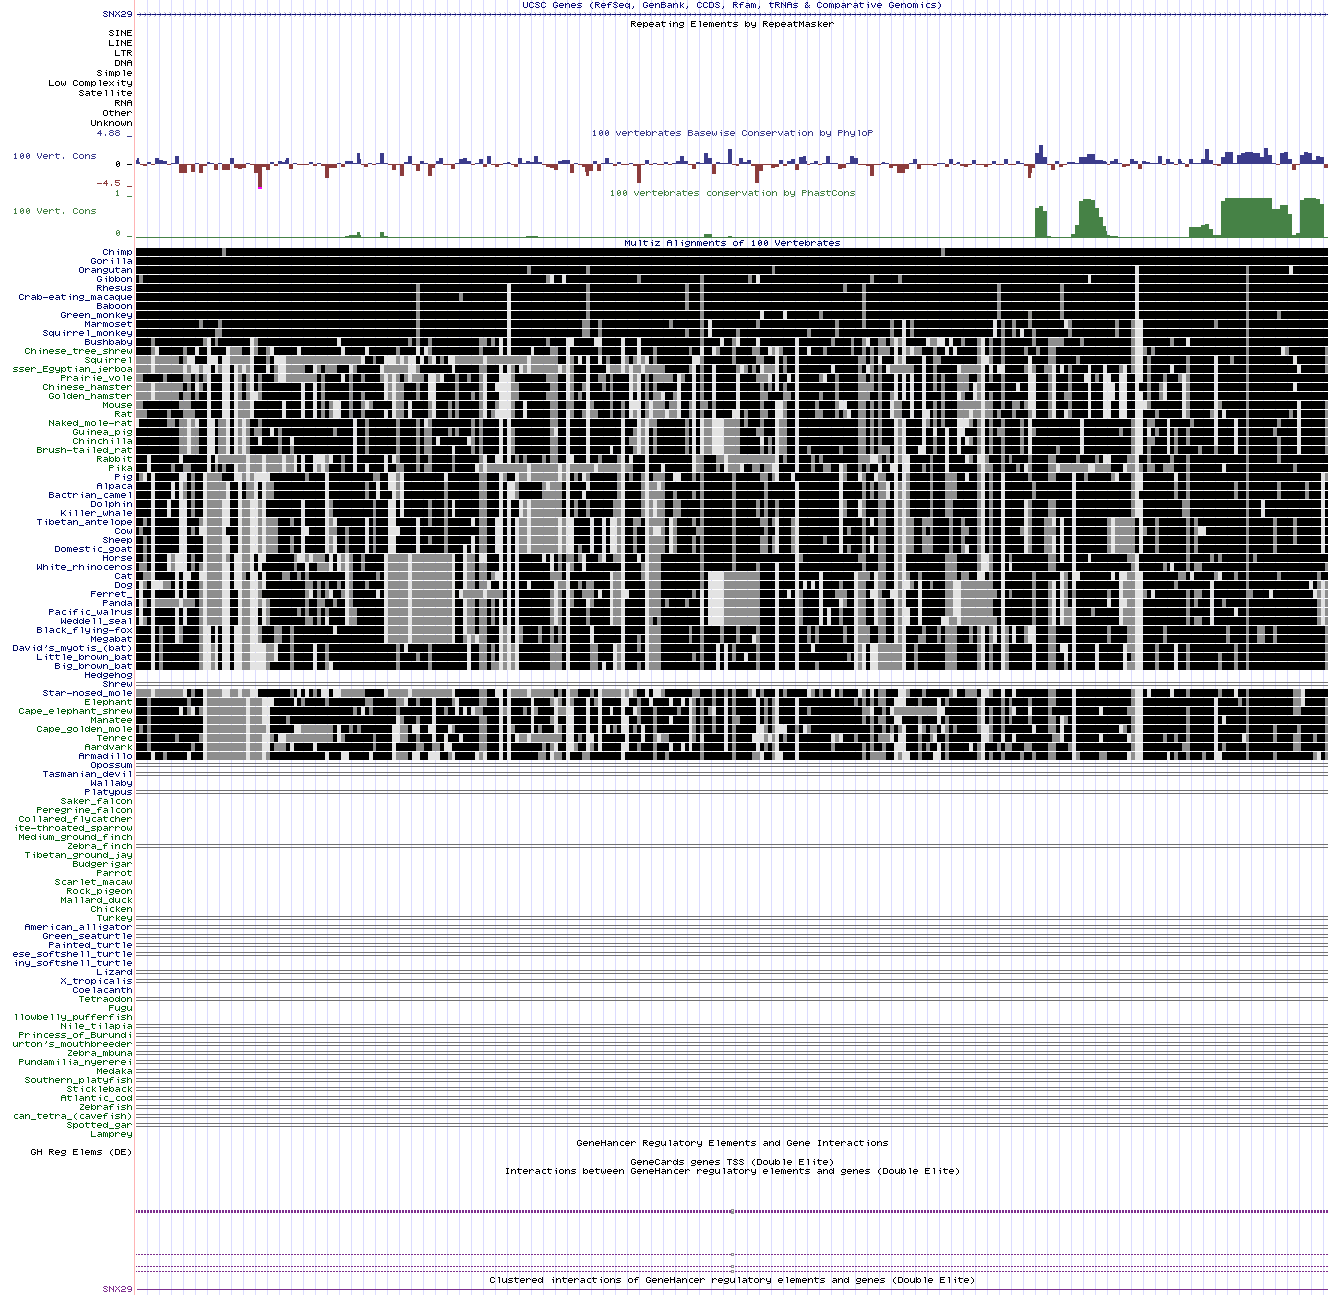 UCSC Genes (RefSeq, GenBank, CCDS, Rfam, tRNAs & Comparative Genomics)
SNX29
Repeating Elements by RepeatMasker
SINE
LINE
LTR
DNA
Simple
Low Complexity
Satellite
RNA
Other
Unknown
100 vertebrates Basewise Conservation by PhyloP
4.88 _
100 Vert. Cons
0 _
-4.5 _
100 vertebrates conservation by PhastCons
1 _
100 Vert. Cons
0 _
Multiz Alignments of 100 Vertebrates
Chimp
Gorilla
Orangutan
Gibbon
Rhesus
Crab-eating_macaque
Baboon
Green_monkey
Marmoset
Squirrel_monkey
Bushbaby
Chinese_tree_shrew
Squirrel
sser_Egyptian_jerboa
Prairie_vole
Chinese_hamster
Golden_hamster
Mouse
Rat
Naked_mole-rat
Guinea_pig
Chinchilla
Brush-tailed_rat
Rabbit
Pika
Pig
Alpaca
Bactrian_camel
Dolphin
Killer_whale
Tibetan_antelope
Cow
Sheep
Domestic_goat
Horse
White_rhinoceros
Cat
Dog
Ferret_
Panda
Pacific_walrus
Weddell_seal
Black_flying-fox
Megabat
David's_myotis_(bat)
Little_brown_bat
Big_brown_bat
Hedgehog
Shrew
Star-nosed_mole
Elephant
Cape_elephant_shrew
Manatee
Cape_golden_mole
Tenrec
Aardvark
Armadillo
Opossum
Tasmanian_devil
Wallaby
Platypus
Saker_falcon
Peregrine_falcon
Collared_flycatcher
ite-throated_sparrow
Medium_ground_finch
Zebra_finch
Tibetan_ground_jay
Budgerigar
Parrot
Scarlet_macaw
Rock_pigeon
Mallard_duck
Chicken
Turkey
American_alligator
Green_seaturtle
Painted_turtle
ese_softshell_turtle
iny_softshell_turtle
Lizard
X_tropicalis
Coelacanth
Tetraodon
Fugu
llowbelly_pufferfish
Nile_tilapia
Princess_of_Burundi
urton's_mouthbreeder
Zebra_mbuna
Pundamilia_nyererei
Medaka
Southern_platyfish
Stickleback
Atlantic_cod
Zebrafish
can_tetra_(cavefish)
Spotted_gar
Lamprey
GeneHancer Regulatory Elements and Gene Interactions
GH Reg Elems (DE)
GeneCards genes TSS (Double Elite)
Interactions between GeneHancer regulatory elements and genes (Double Elite)
Clustered interactions of GeneHancer regulatory elements and genes (Double Elite)
SNX29